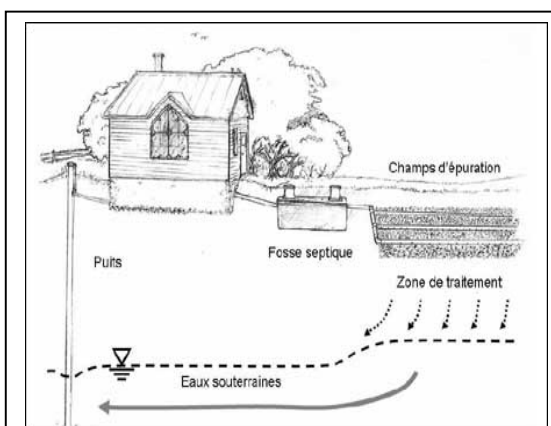 Champs d'épuration
Puits
Fosse septique
Zone de traitement
Eaux souterraines